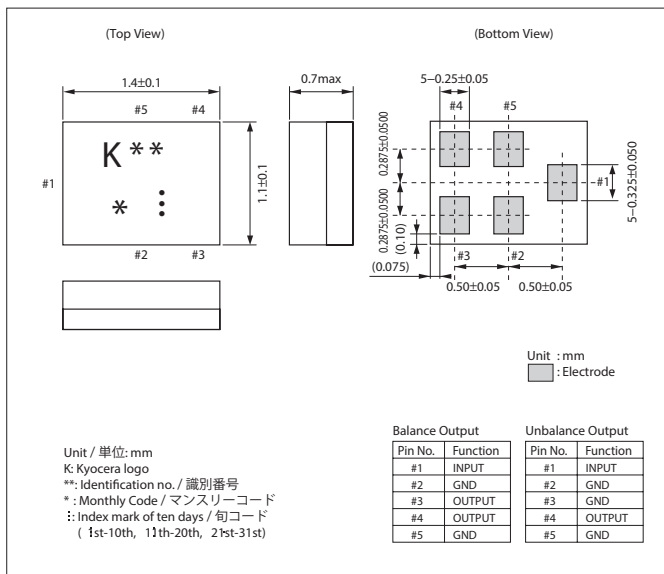 (Top View)
(Bottom View)
1.4±0.1
0.7max
5−0.25±0.05
#5
#4
#4
#5
K**
*
#1
1.1±0.1
0.2875±0.0500
0.2875±0.0500
(0.10)
#1
5−0.325±0.050
#2
#3
(0.075)
#3
#2
0.50±0.05
0.50±0.05
Unit : mm
: Electrode
Unit / 単位: mm
K: Kyocera logo
**: Identification no. / 識別番号
* : Monthly Code / マンスリーコード
: Index mark of ten days / 旬コード
( 1st-10th, 11th-20th, 21st-31st)
Balance Output
Pin No. Function
#1 INPUT
#2 GND
#3 OUTPUT
#4 OUTPUT
#5 GND
Unbalance Output
Pin No. Function
#1 INPUT
#2 GND
#3 GND
#4 OUTPUT
#5 GND